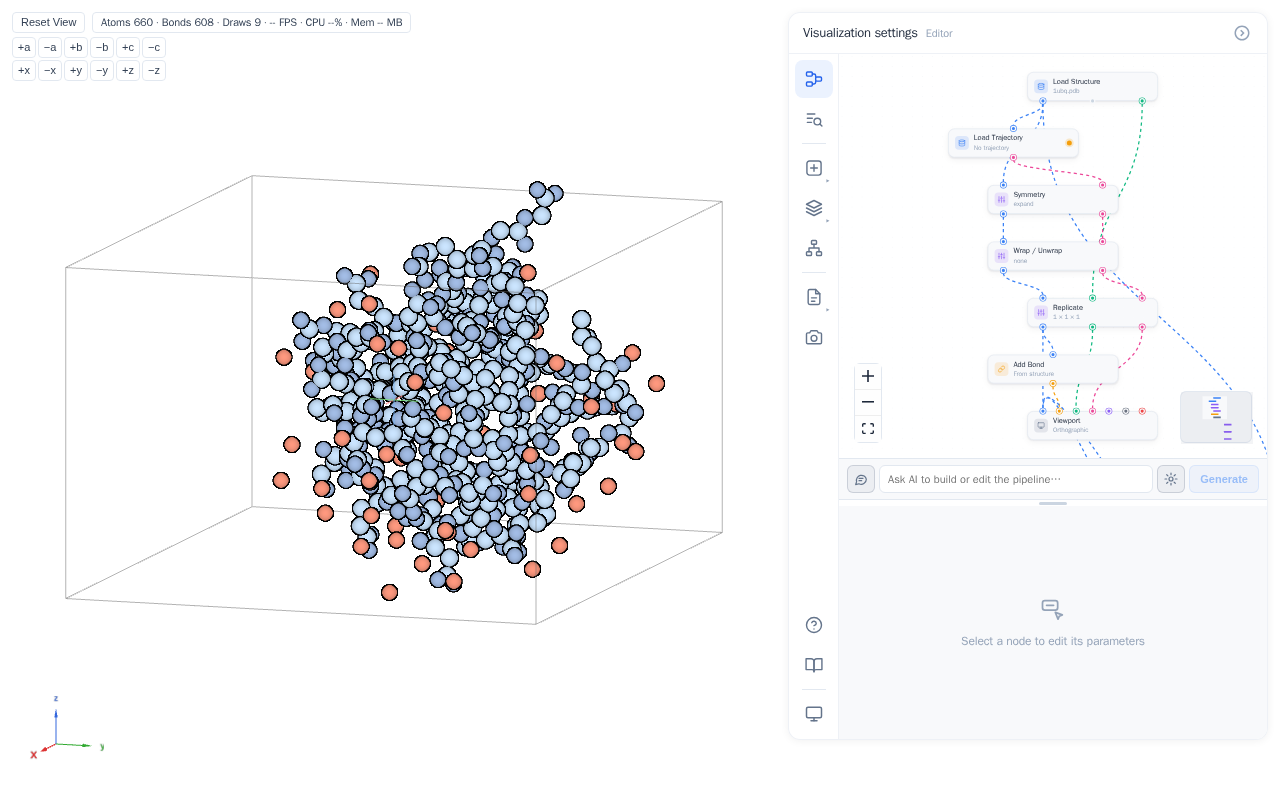 Reset View
Atoms 660 · Bonds 608 · Draws 9 · -- FPS · CPU --% · Mem -- MB
+a −a +b −b +c −c
+x −x +y −y +z −z
Visualization settings Editor
Load Structure
1ubq.pdb
Load Trajectory
No trajectory
Symmetry
expand
Wrap / Unwrap
none
Replicate
1 × 1 × 1
Add Bond
From structure
Viewport
Orthographic
Ask AI to build or edit the pipeline⋯
Generate
Select a node to edit its parameters
z
x
y